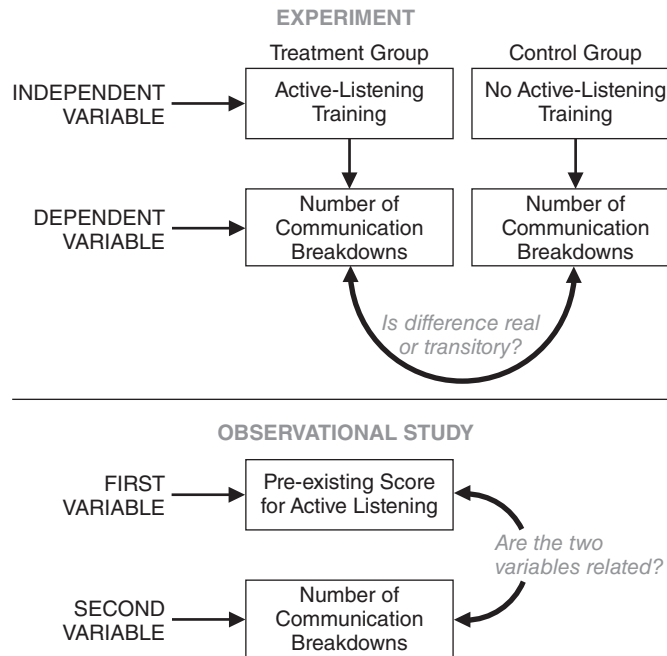 EXPERIMENT
Treatment Group
Control Group
INDEPENDENT
VARIABLE
Active-Listening
Training
No Active-Listening
Training
DEPENDENT
VARIABLE
Number of
Communication
Breakdowns
Number of
Communication
Breakdowns
Is difference real
or transitory?
OBSERVATIONAL STUDY
FIRST
VARIABLE
Pre-existing Score
for Active Listening
Are the two
variables related?
SECOND
VARIABLE
Number of
Communication
Breakdowns